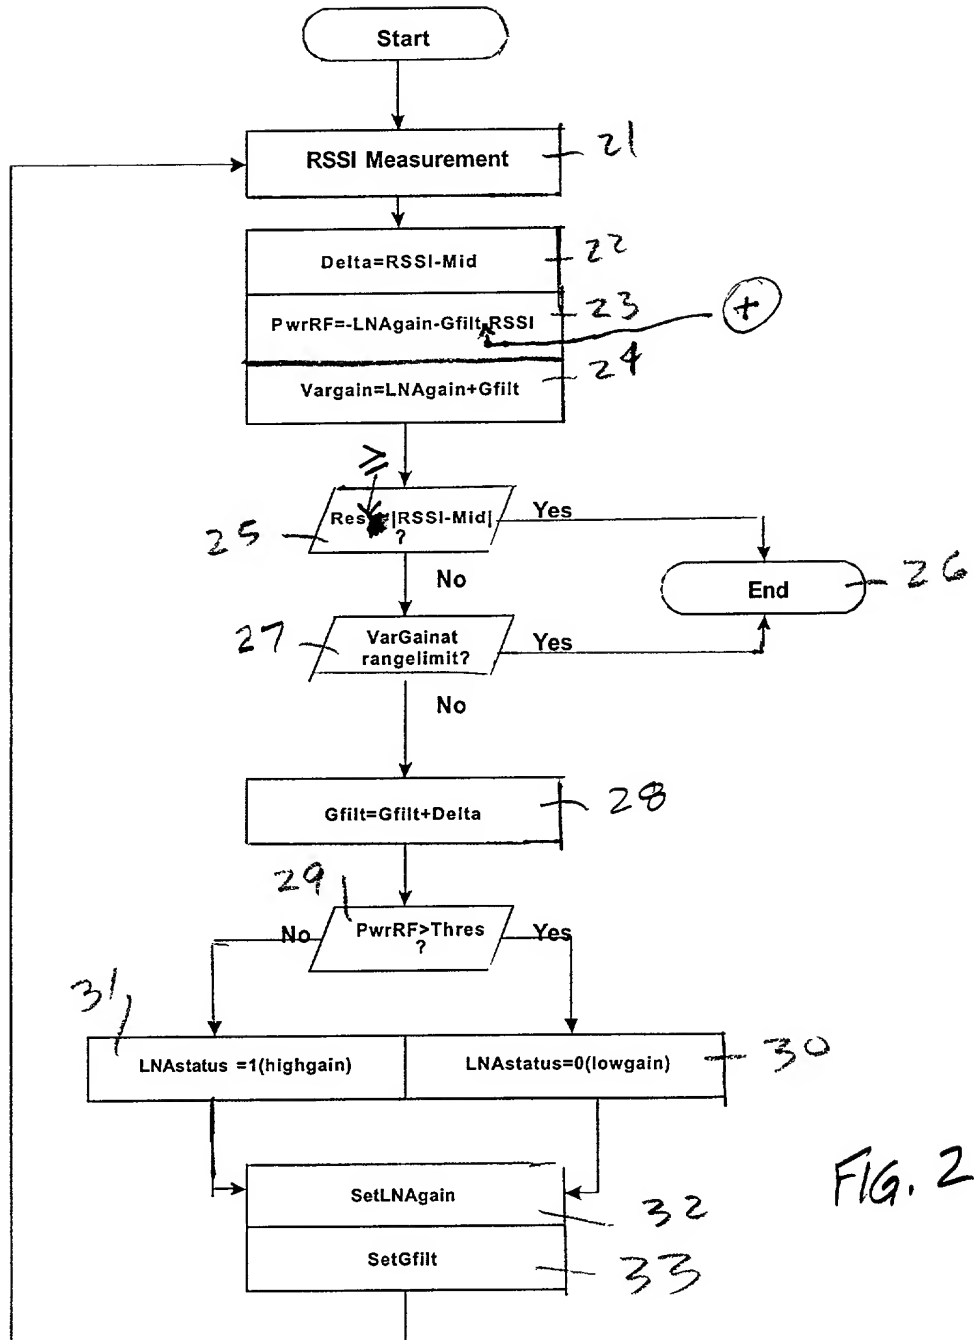 Start
RSSI Measurement
21
Delta=RSSI-Mid
22
PwrRF=-LNAgain-Gfilt RSSI
23
+
Vargain=LNAgain+Gfilt
24
≥
Res |RSSI-Mid|
?
Yes
25
No
End
26
VarGainat
rangelimit?
Yes
27
No
Gfilt=Gfilt+Delta
28
29
No
PwrRF>Thres
?
Yes
31
LNAstatus =1(highgain)
LNAstatus=0(lowgain)
30
SetLNAgain
32
SetGfilt
33
FIG. 2